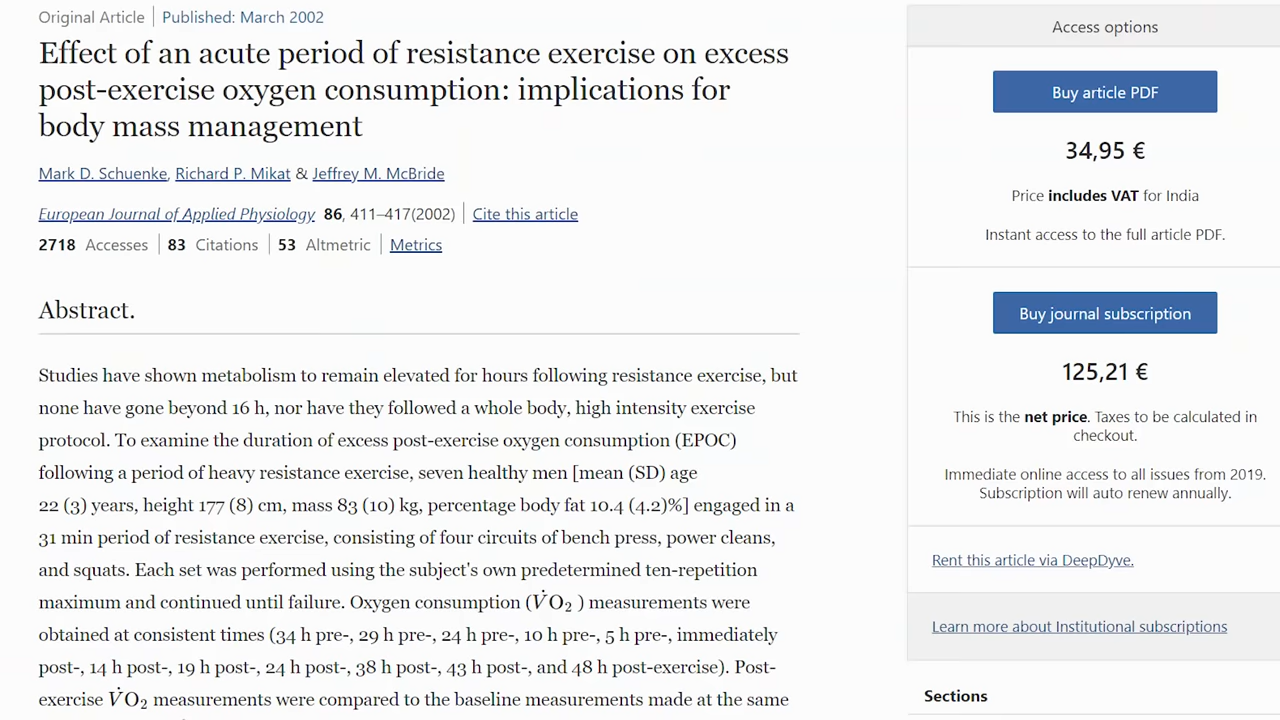 Original Article | Published: March 2002
Effect of an acute period of resistance exercise on excess
post-exercise oxygen consumption: implications for
body mass management
Mark D. Schuenke, Richard P. Mikat & Jeffrey M. McBride
European Journal of Applied Physiology 86, 411–417(2002) | Cite this article
2718 Accesses | 83 Citations | 53 Altmetric | Metrics
Abstract.
Studies have shown metabolism to remain elevated for hours following resistance exercise, but
none have gone beyond 16 h, nor have they followed a whole body, high intensity exercise
protocol. To examine the duration of excess post-exercise oxygen consumption (EPOC)
following a period of heavy resistance exercise, seven healthy men [mean (SD) age
22 (3) years, height 177 (8) cm, mass 83 (10) kg, percentage body fat 10.4 (4.2)%] engaged in a
31 min period of resistance exercise, consisting of four circuits of bench press, power cleans,
and squats. Each set was performed using the subject's own predetermined ten-repetition
maximum and continued until failure. Oxygen consumption (V̇O₂ ) measurements were
obtained at consistent times (34 h pre-, 29 h pre-, 24 h pre-, 10 h pre-, 5 h pre-, immediately
post-, 14 h post-, 19 h post-, 24 h post-, 38 h post-, 43 h post-, and 48 h post-exercise). Post-
exercise V̇O₂ measurements were compared to the baseline measurements made at the same
Access options
Buy article PDF
34,95 €
Price includes VAT for India
Instant access to the full article PDF.
Buy journal subscription
125,21 €
This is the net price. Taxes to be calculated in
checkout.
Immediate online access to all issues from 2019.
Subscription will auto renew annually.
Rent this article via DeepDyve.
Learn more about Institutional subscriptions
Sections